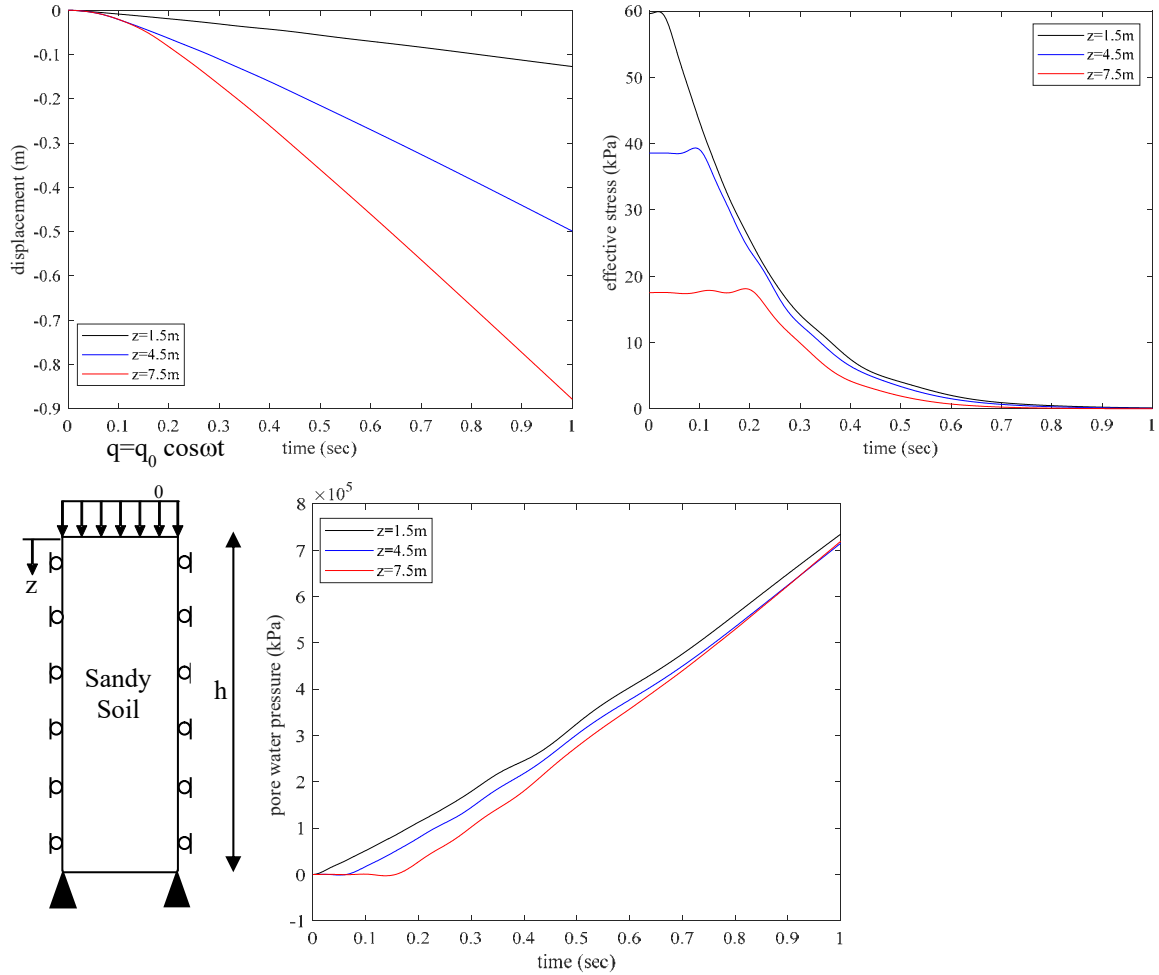 0
-0.1
-0.2
-0.3
-0.4
-0.5
-0.6
-0.7
-0.8
-0.9
displacement (m)
z=1.5m
z=4.5m
z=7.5m
0 0.1 0.2 0.3 0.4 0.5 0.6 0.7 0.8 0.9 1
time (sec)
60
50
40
30
20
10
0
effective stress (kPa)
z=1.5m
z=4.5m
z=7.5m
0 0.1 0.2 0.3 0.4 0.5 0.6 0.7 0.8 0.9 1
time (sec)
q=q0 cosωt
0
z
Sandy
Soil
h
×10^5
8
7
6
5
4
3
2
1
0
-1
pore water pressure (kPa)
z=1.5m
z=4.5m
z=7.5m
0 0.1 0.2 0.3 0.4 0.5 0.6 0.7 0.8 0.9 1
time (sec)